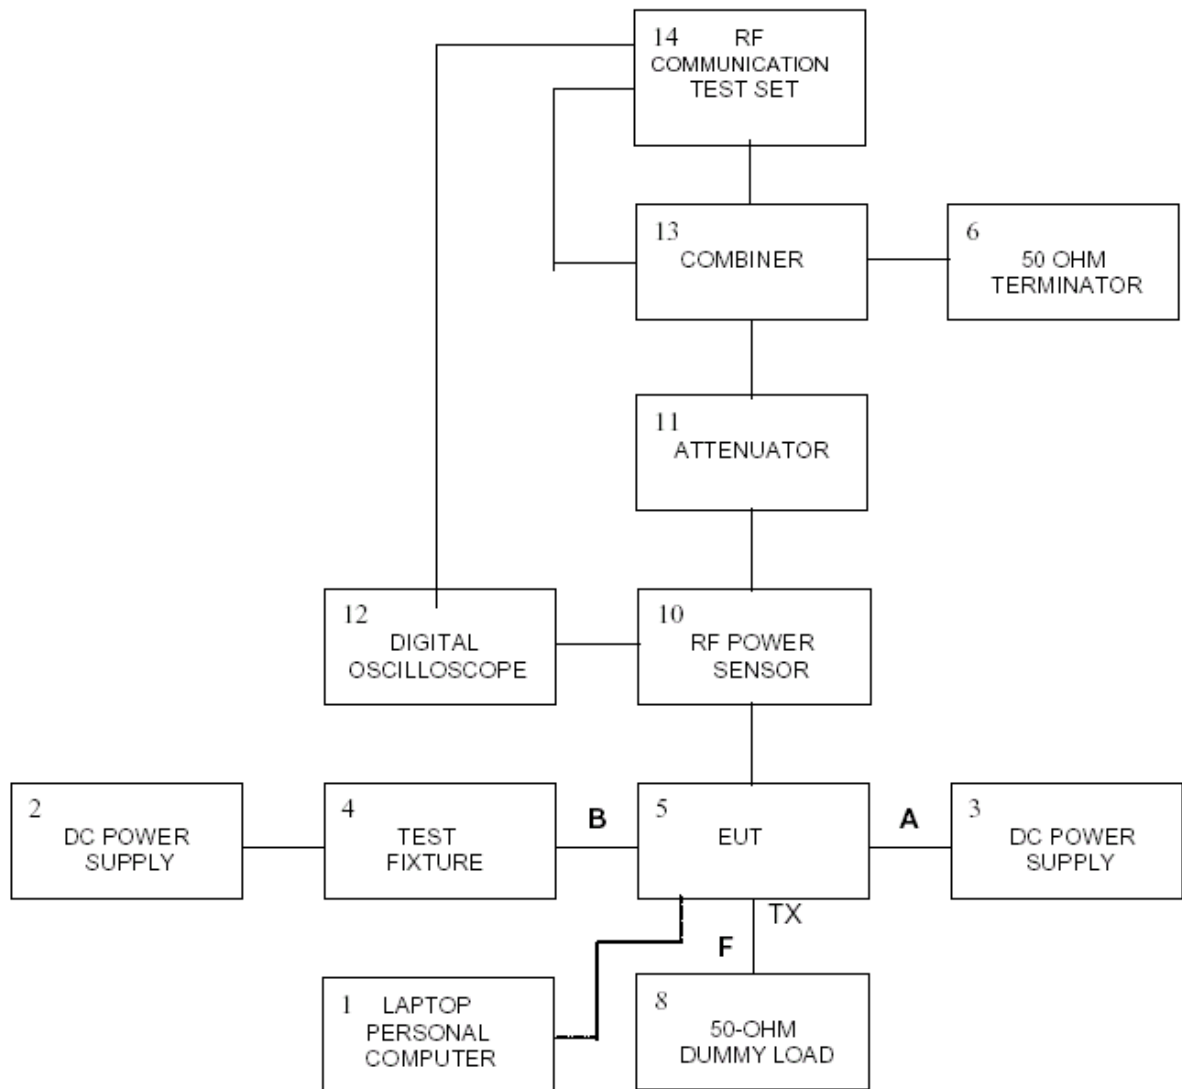 14 RF
COMMUNICATION
TEST SET
13
COMBINER
6
50 OHM
TERMINATOR
11
ATTENUATOR
12
DIGITAL
OSCILLOSCOPE
10
RF POWER
SENSOR
2
DC POWER
SUPPLY
4
TEST
FIXTURE
B
5
EUT
A
3
DC POWER
SUPPLY
TX
F
1 LAPTOP
PERSONAL
COMPUTER
8
50-OHM
DUMMY LOAD